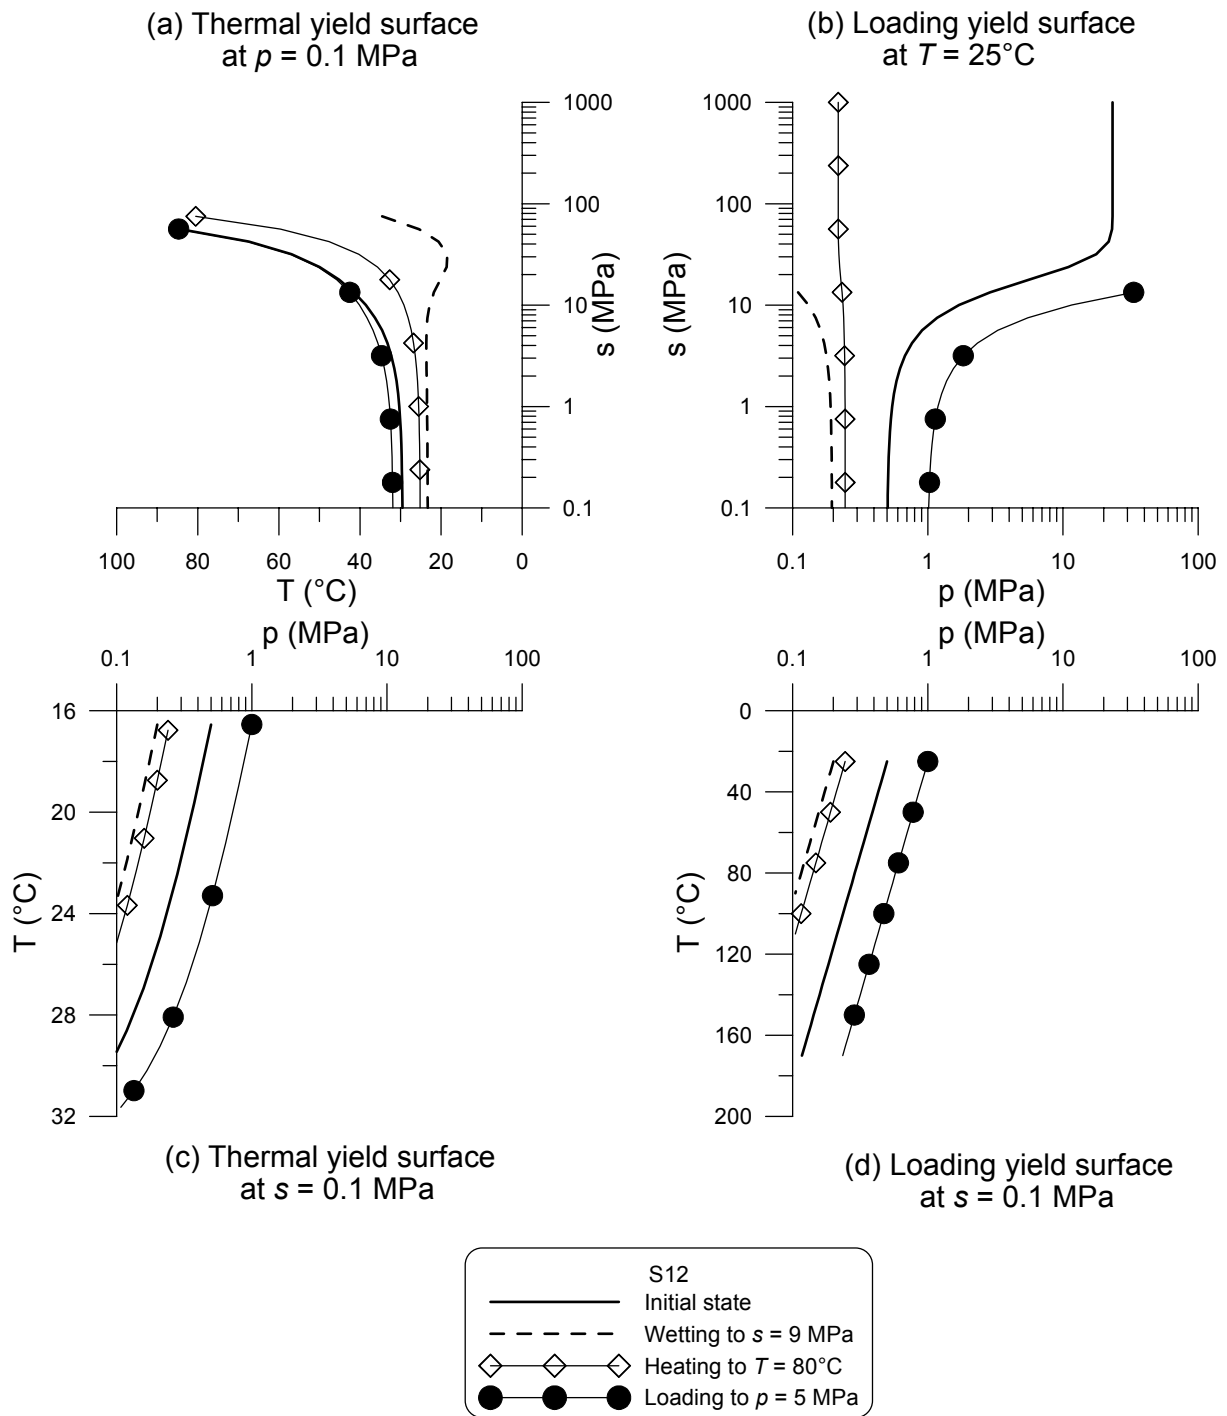 (a) Thermal yield surface
at p = 0.1 MPa
(b) Loading yield surface
at T = 25°C
1000
100
10
1
0.1
s (MPa)
100
80
60
40
20
0
T (°C)
1000
100
10
1
0.1
s (MPa)
0.1
1
10
100
p (MPa)
p (MPa)
0.1
1
10
100
16
20
24
28
32
T (°C)
p (MPa)
0.1
1
10
100
0
40
80
120
160
200
T (°C)
(c) Thermal yield surface
at s = 0.1 MPa
(d) Loading yield surface
at s = 0.1 MPa
S12
Initial state
Wetting to s = 9 MPa
Heating to T = 80°C
Loading to p = 5 MPa